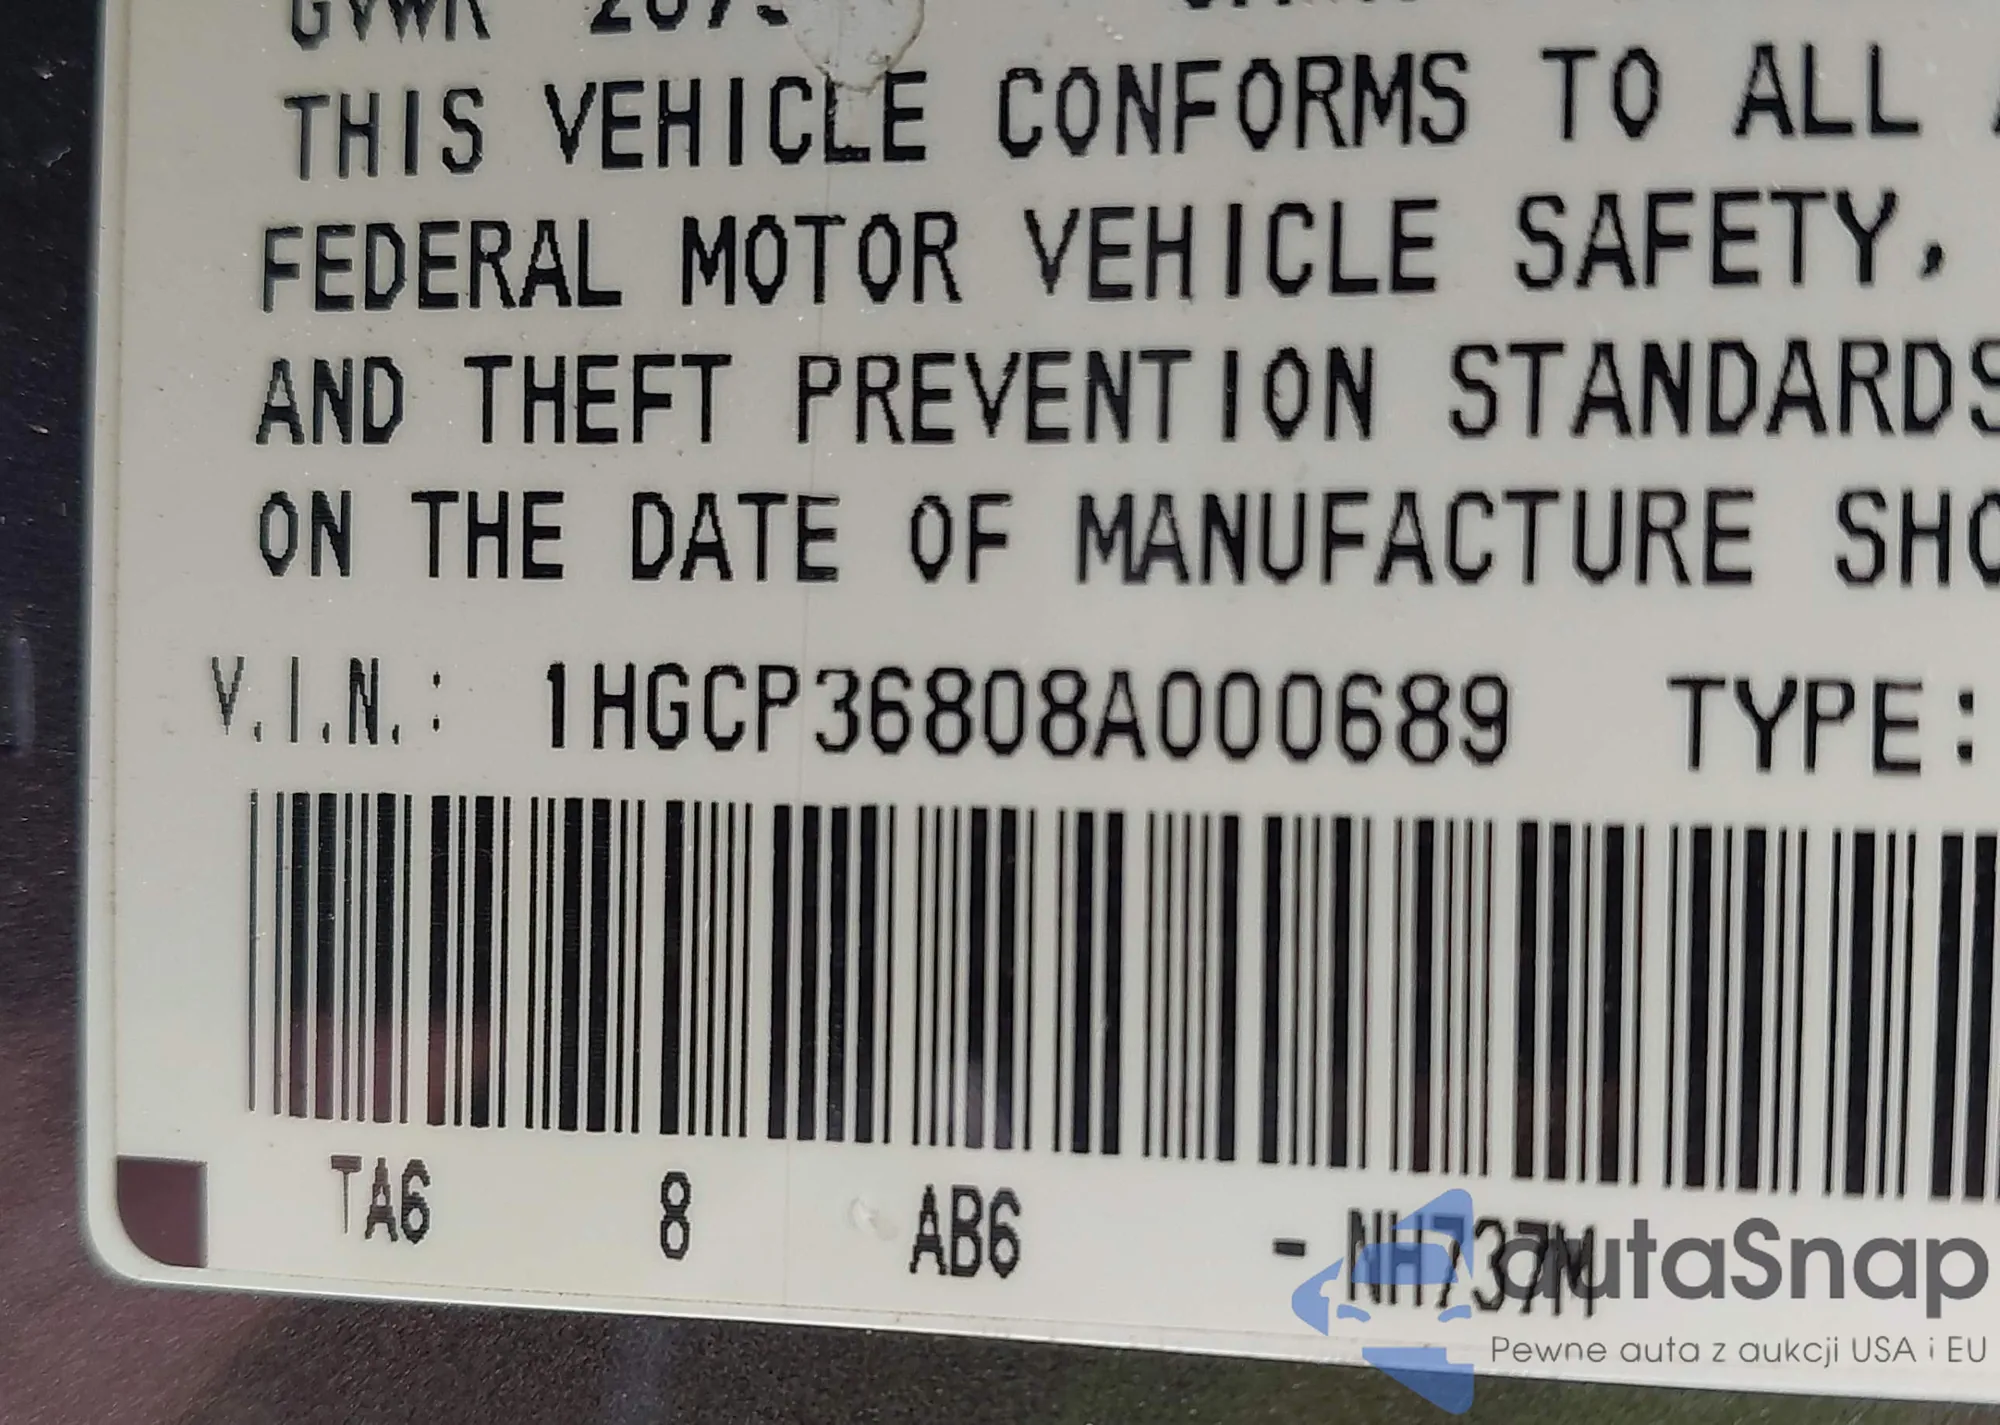 GVWR
THIS VEHICLE CONFORMS TO ALL
FEDERAL MOTOR VEHICLE SAFETY,
AND THEFT PREVENTION STANDARDS
ON THE DATE OF MANUFACTURE SHO
V.I.N.: 1HGCP36808A000689 TYPE:
TA6 8 AB6 - NH737M
autaSnap
Pewne auta z aukcji USA i EU